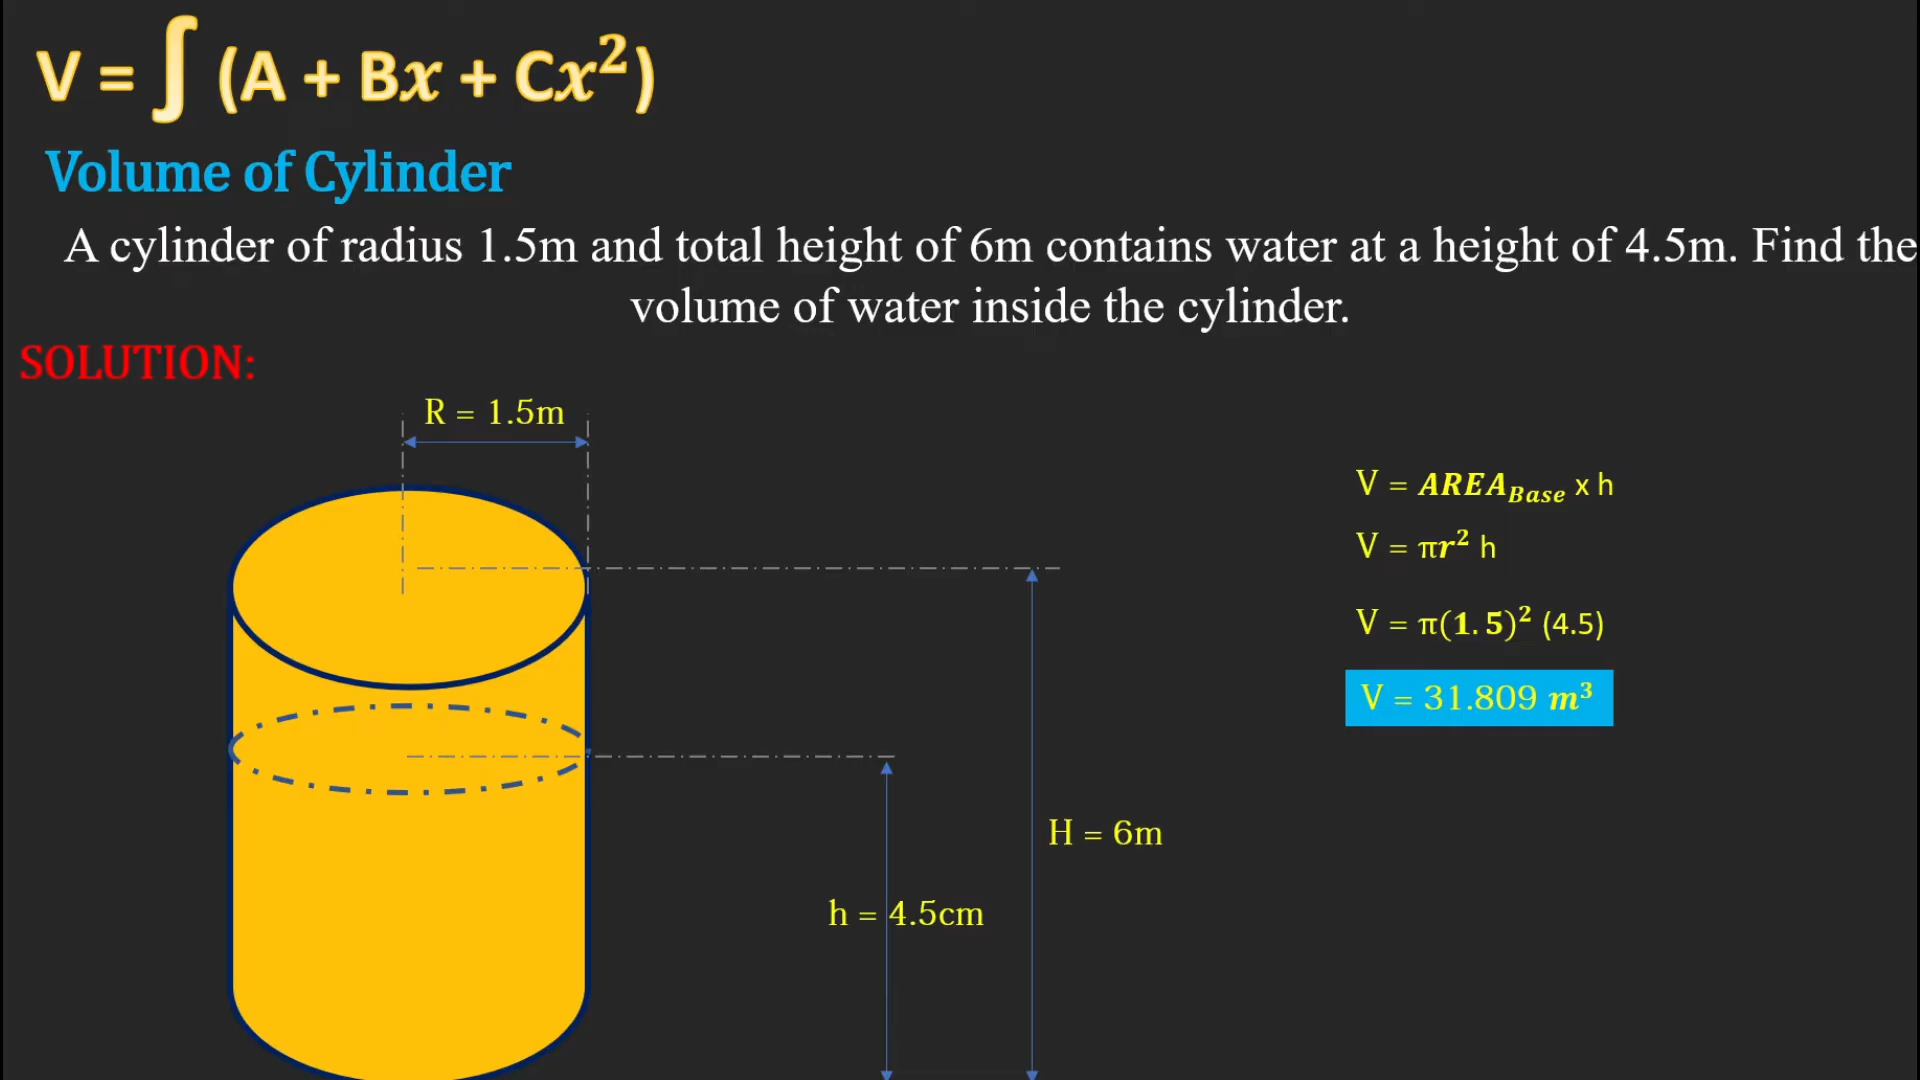 V = ∫ (A + Bx + Cx²)
Volume of Cylinder
A cylinder of radius 1.5m and total height of 6m contains water at a height of 4.5m. Find the
volume of water inside the cylinder.
SOLUTION:
R = 1.5m
V = AREA_Base x h
V = πr² h
V = π(1.5)² (4.5)
V = 31.809 m³
H = 6m
h = 4.5cm